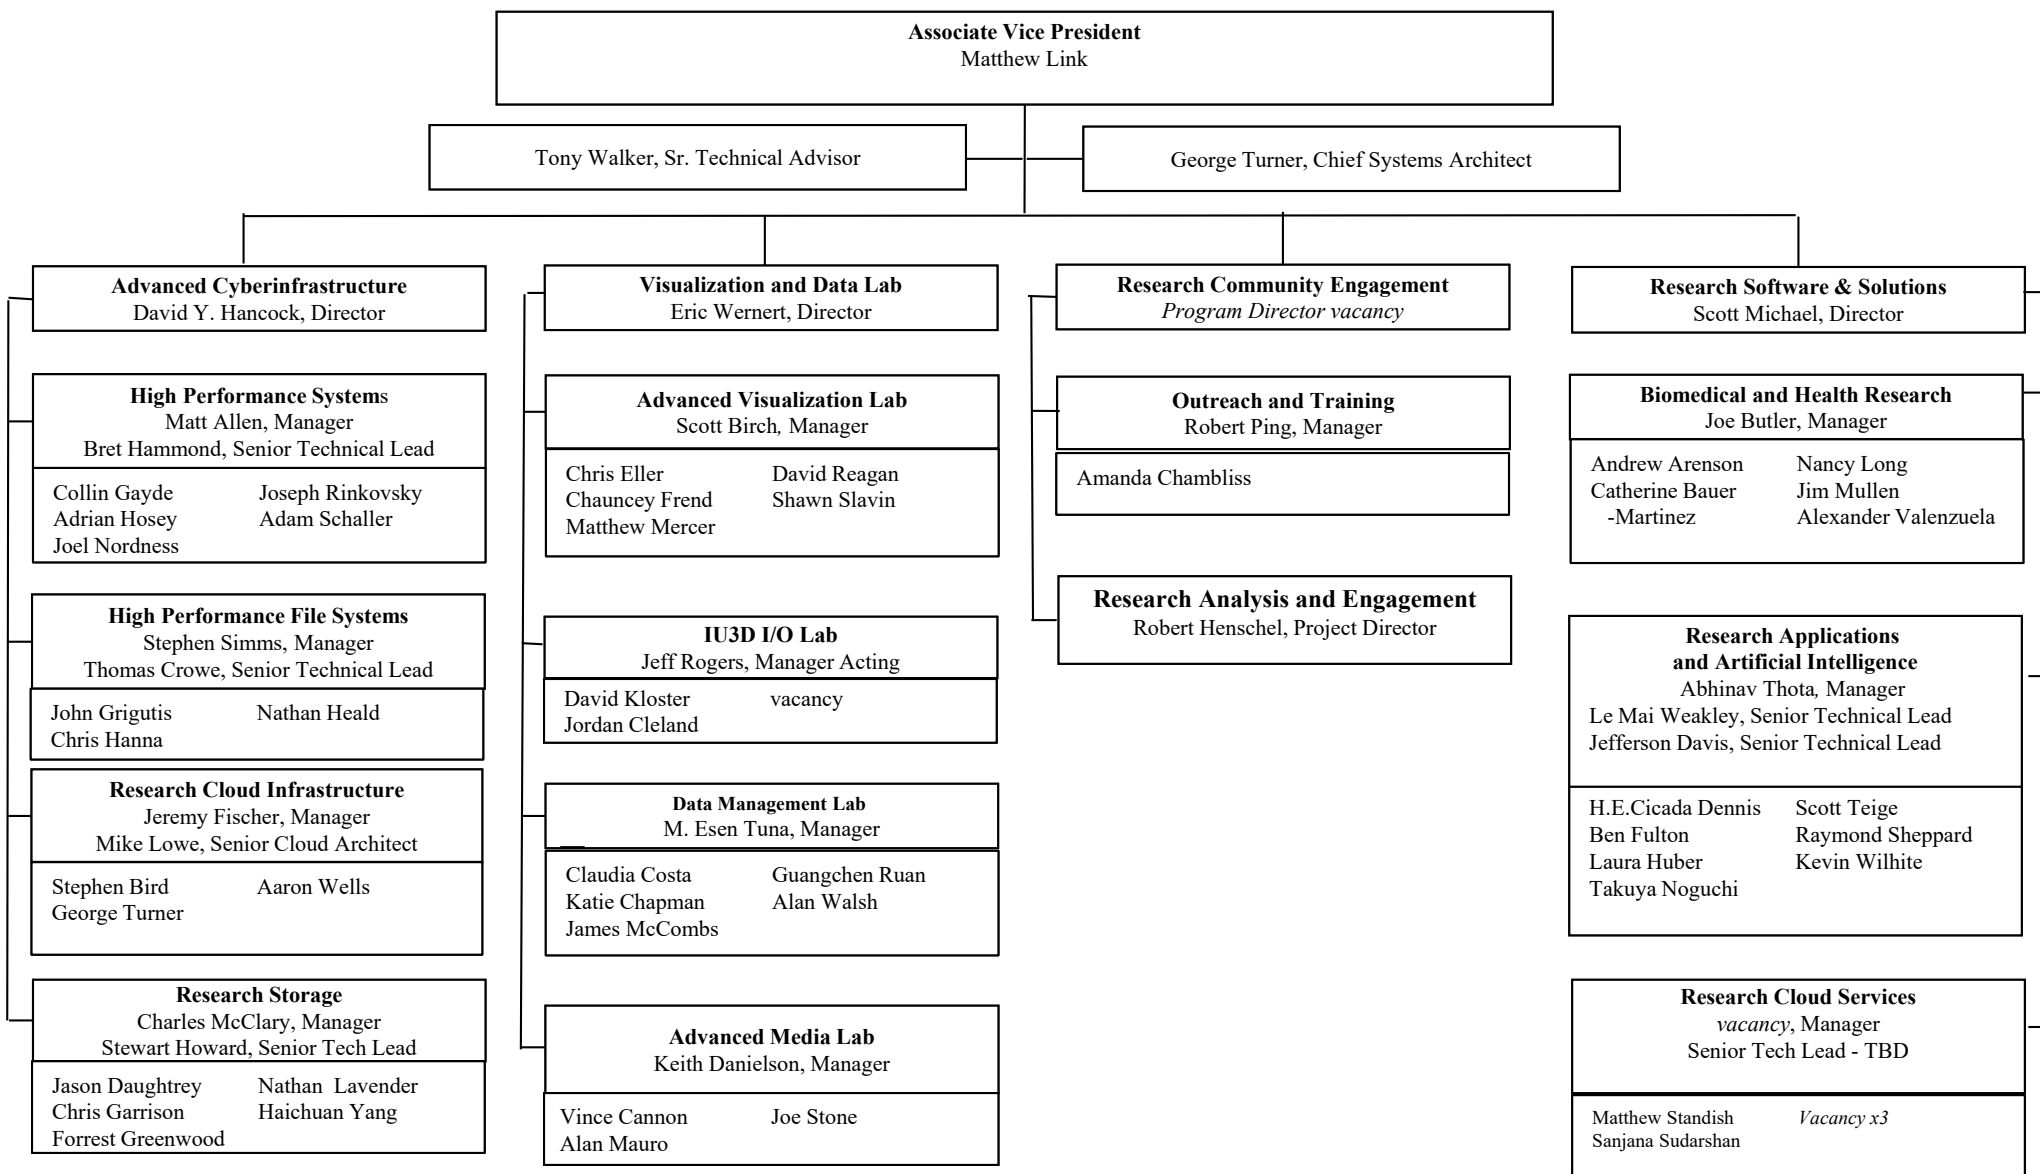 Associate Vice President
Matthew Link
Tony Walker, Sr. Technical Advisor
George Turner, Chief Systems Architect
Advanced Cyberinfrastructure
David Y. Hancock, Director
High Performance Systems
Matt Allen, Manager
Bret Hammond, Senior Technical Lead
Collin Gayde
Adrian Hosey
Joel Nordness
Joseph Rinkovsky
Adam Schaller
High Performance File Systems
Stephen Simms, Manager
Thomas Crowe, Senior Technical Lead
John Grigutis
Chris Hanna
Nathan Heald
Research Cloud Infrastructure
Jeremy Fischer, Manager
Mike Lowe, Senior Cloud Architect
Stephen Bird
George Turner
Aaron Wells
Research Storage
Charles McClary, Manager
Stewart Howard, Senior Tech Lead
Jason Daughtrey
Chris Garrison
Forrest Greenwood
Nathan  Lavender
Haichuan Yang
Visualization and Data Lab
Eric Wernert, Director
Advanced Visualization Lab
Scott Birch, Manager
Chris Eller
Chauncey Frend
Matthew Mercer
David Reagan
Shawn Slavin
IU3D I/O Lab
Jeff Rogers, Manager Acting
David Kloster
Jordan Cleland
vacancy
Data Management Lab
M. Esen Tuna, Manager
Claudia Costa
Katie Chapman
James McCombs
Guangchen Ruan
Alan Walsh
Advanced Media Lab
Keith Danielson, Manager
Vince Cannon
Alan Mauro
Joe Stone
Research Community Engagement
Program Director vacancy
Outreach and Training
Robert Ping, Manager
Amanda Chambliss
Research Analysis and Engagement
Robert Henschel, Project Director
Research Software & Solutions
Scott Michael, Director
Biomedical and Health Research
Joe Butler, Manager
Andrew Arenson
Catherine Bauer
-Martinez
Nancy Long
Jim Mullen
Alexander Valenzuela
Research Applications
and Artificial Intelligence
Abhinav Thota, Manager
Le Mai Weakley, Senior Technical Lead
Jefferson Davis, Senior Technical Lead
H.E.Cicada Dennis
Ben Fulton
Laura Huber
Takuya Noguchi
Scott Teige
Raymond Sheppard
Kevin Wilhite
Research Cloud Services
vacancy, Manager
Senior Tech Lead - TBD
Matthew Standish
Sanjana Sudarshan
Vacancy x3